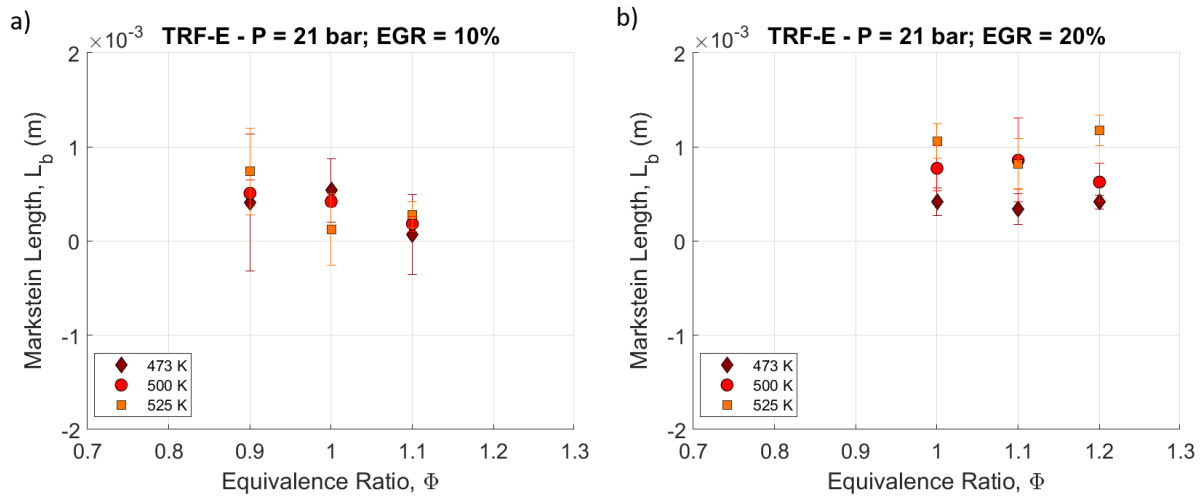 a)
×10⁻³
TRF-E - P = 21 bar; EGR = 10%
2
1
0
-1
-2
Markstein Length, L_b (m)
473 K
500 K
525 K
0.7 0.8 0.9 1 1.1 1.2 1.3
Equivalence Ratio, Φ
b)
×10⁻³
TRF-E - P = 21 bar; EGR = 20%
2
1
0
-1
-2
Markstein Length, L_b (m)
473 K
500 K
525 K
0.7 0.8 0.9 1 1.1 1.2 1.3
Equivalence Ratio, Φ